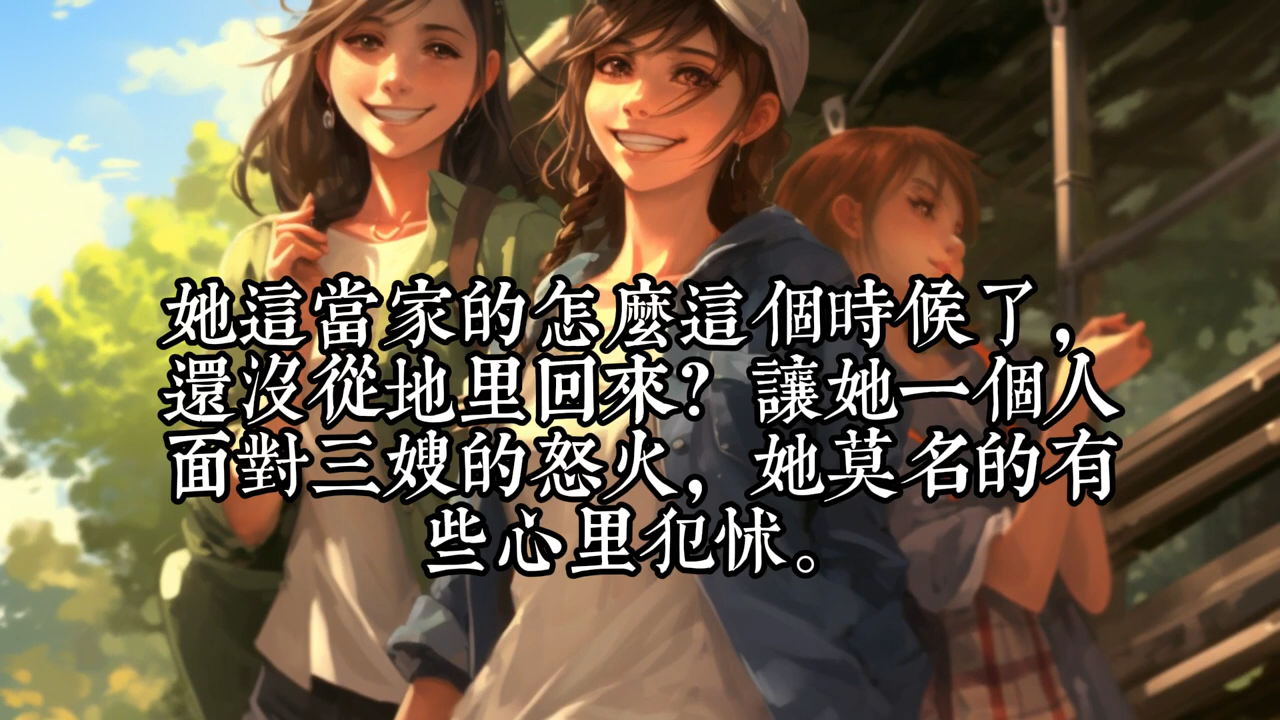 她這當家的怎麼這個時候了，
還沒從地里回來？讓她一個人
面對三嫂的怒火，她莫名的有
些心里犯怵。